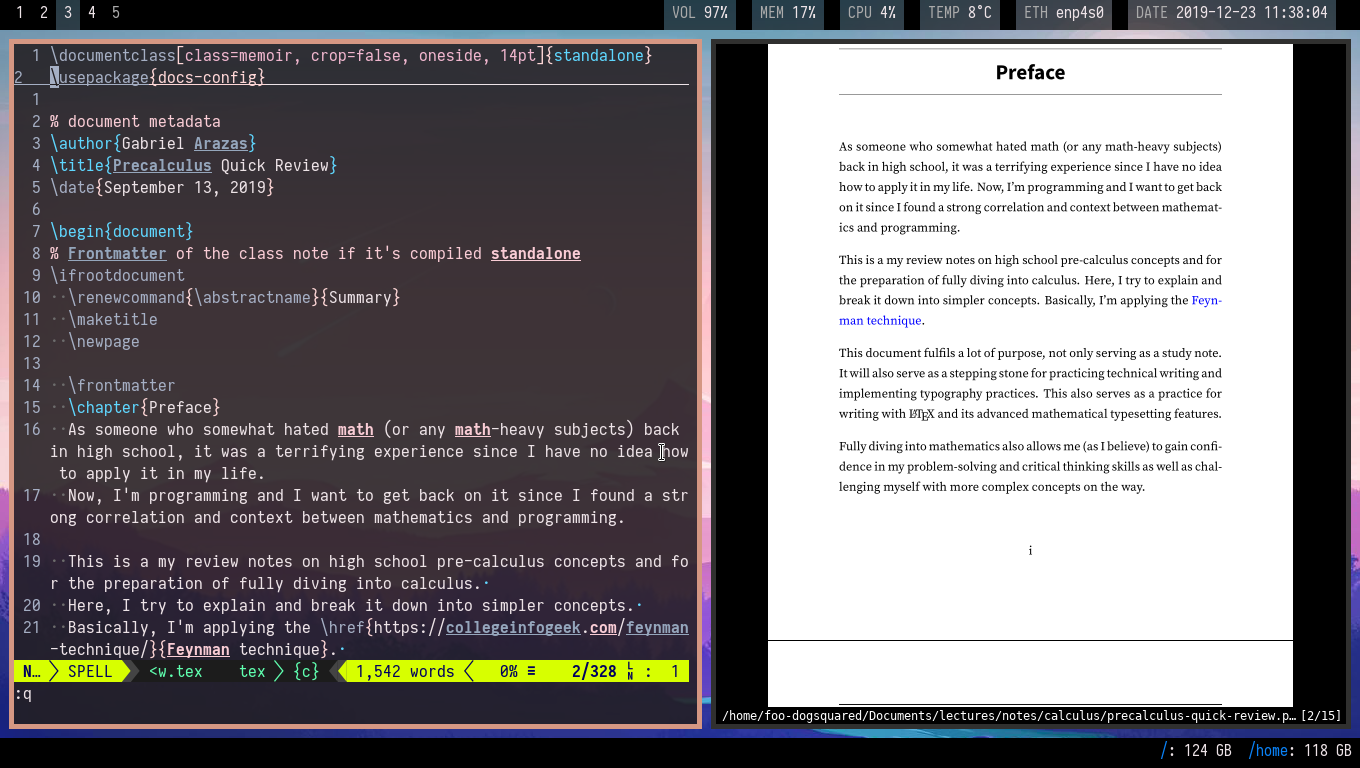 1 2 3 4 5 VOL 97% MEM 17% CPU 4% TEMP 8°C ETH enp4s0 DATE 2019-12-23 11:38:04
1 \documentclass[class=memoir, crop=false, oneside, 14pt]{standalone}
2 \usepackage{docs-config}
1
2 % document metadata
3 \author{Gabriel Arazas}
4 \title{Precalculus Quick Review}
5 \date{September 13, 2019}
6
7 \begin{document}
8 % Frontmatter of the class note if it's compiled standalone
9 \ifrootdocument
10 ··\renewcommand{\abstractname}{Summary}
11 ··\maketitle
12 ··\newpage
13
14 ··\frontmatter
15 ··\chapter{Preface}
16 ··As someone who somewhat hated math (or any math-heavy subjects) back
in high school, it was a terrifying experience since I have no idea how
to apply it in my life.
17 ··Now, I'm programming and I want to get back on it since I found a str
ong correlation and context between mathematics and programming.
18
19 ··This is a my review notes on high school pre-calculus concepts and fo
r the preparation of fully diving into calculus.·
20 ··Here, I try to explain and break it down into simpler concepts.·
21 ··Basically, I'm applying the \href{https://collegeinfogeek.com/feynman
-technique/}{Feynman technique}.·
N… SPELL <w.tex tex {c} 1,542 words 0% ≡ 2/328 LN : 1
:q
Preface
As someone who somewhat hated math (or any math-heavy subjects)
back in high school, it was a terrifying experience since I have no idea
how to apply it in my life. Now, I'm programming and I want to get back
on it since I found a strong correlation and context between mathemat-
ics and programming.
This is a my review notes on high school pre-calculus concepts and for
the preparation of fully diving into calculus. Here, I try to explain and
break it down into simpler concepts. Basically, I'm applying the Feyn-
man technique.
This document fulfils a lot of purpose, not only serving as a study note.
It will also serve as a stepping stone for practicing technical writing and
implementing typography practices. This also serves as a practice for
writing with LATEX and its advanced mathematical typesetting features.
Fully diving into mathematics also allows me (as I believe) to gain confi-
dence in my problem-solving and critical thinking skills as well as chal-
lenging myself with more complex concepts on the way.
i
/home/foo-dogsquared/Documents/lectures/notes/calculus/precalculus-quick-review.p… [2/15]
/: 124 GB /home: 118 GB